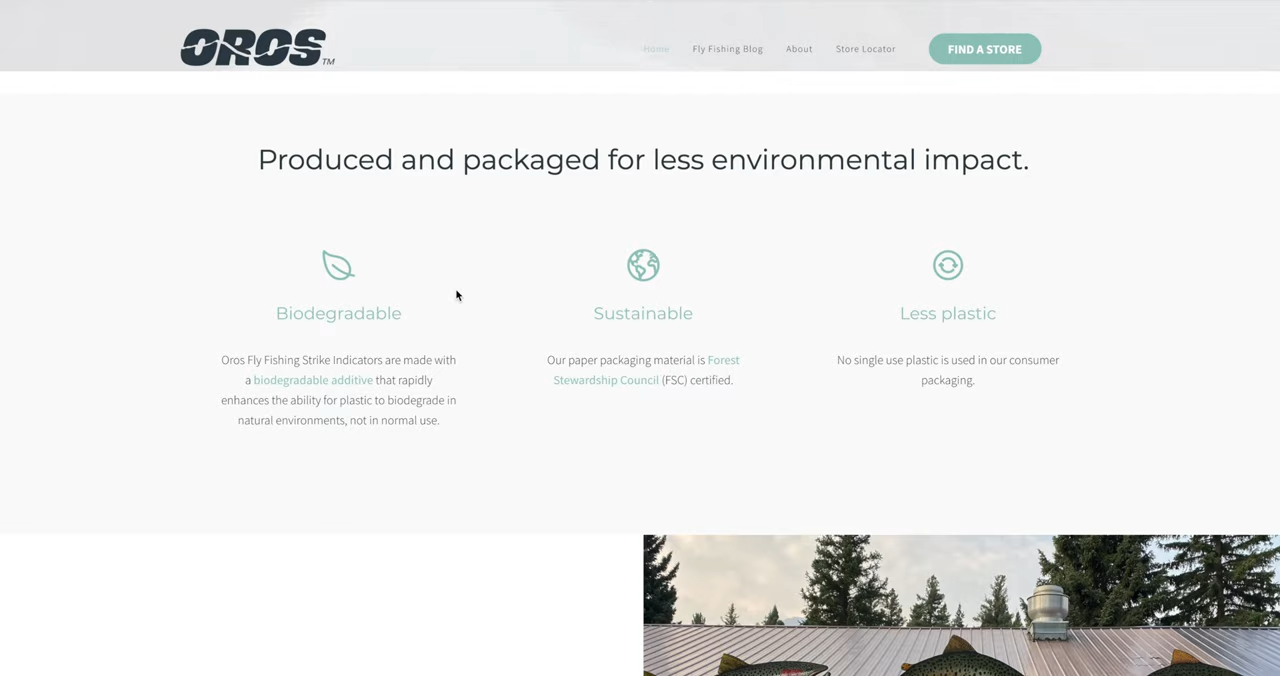 OROS TM
Home Fly Fishing Blog About Store Locator FIND A STORE
Produced and packaged for less environmental impact.
Biodegradable
Oros Fly Fishing Strike Indicators are made with
a biodegradable additive that rapidly
enhances the ability for plastic to biodegrade in
natural environments, not in normal use.
Sustainable
Our paper packaging material is Forest
Stewardship Council (FSC) certified.
Less plastic
No single use plastic is used in our consumer
packaging.